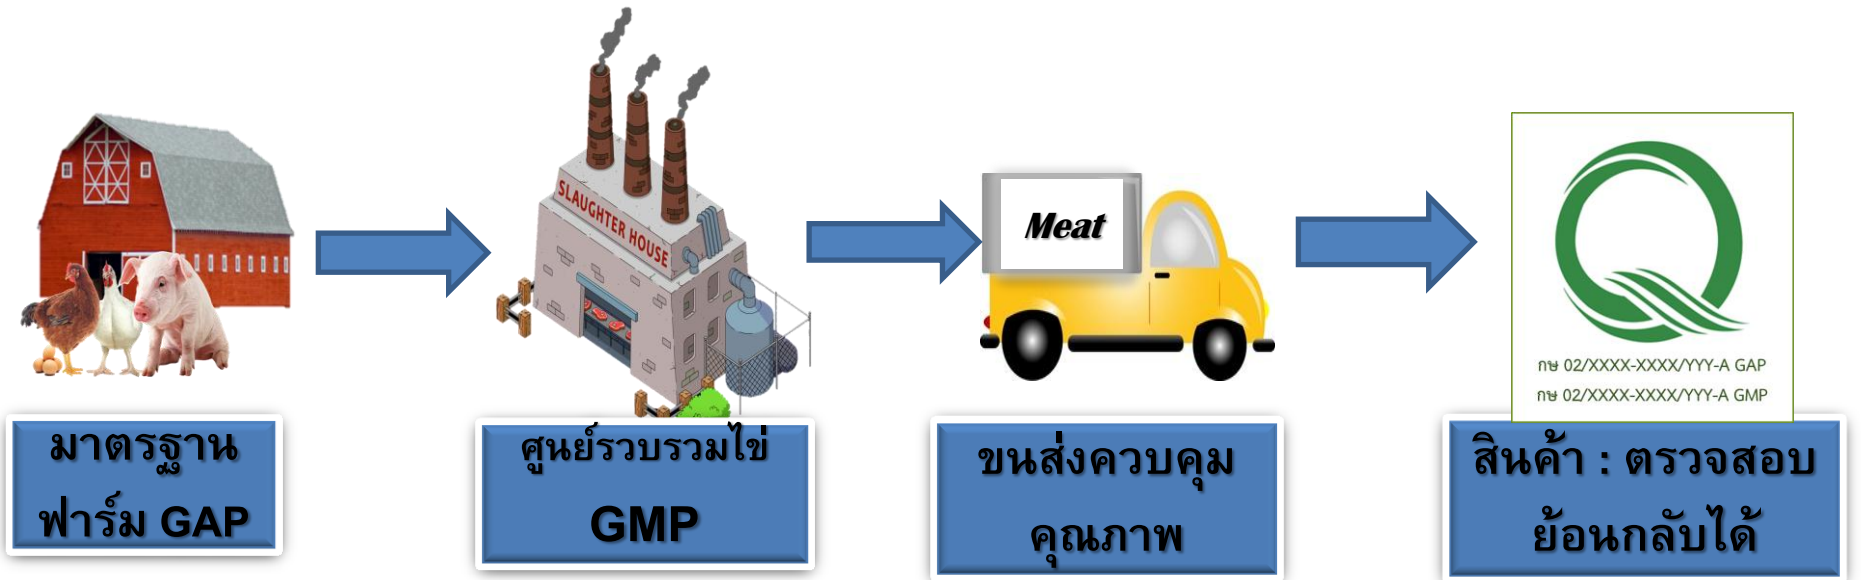 SLAUGHTER HOUSE
Meat
กษ 02/XXXX-XXXX/YYY-A GAP
กษ 02/XXXX-XXXX/YYY-A GMP
มาตรฐาน
ฟาร์ม GAP
ศูนย์รวบรวมไข่
GMP
ขนส่งควบคุม
คุณภาพ
สินค้า : ตรวจสอบ
ย้อนกลับได้